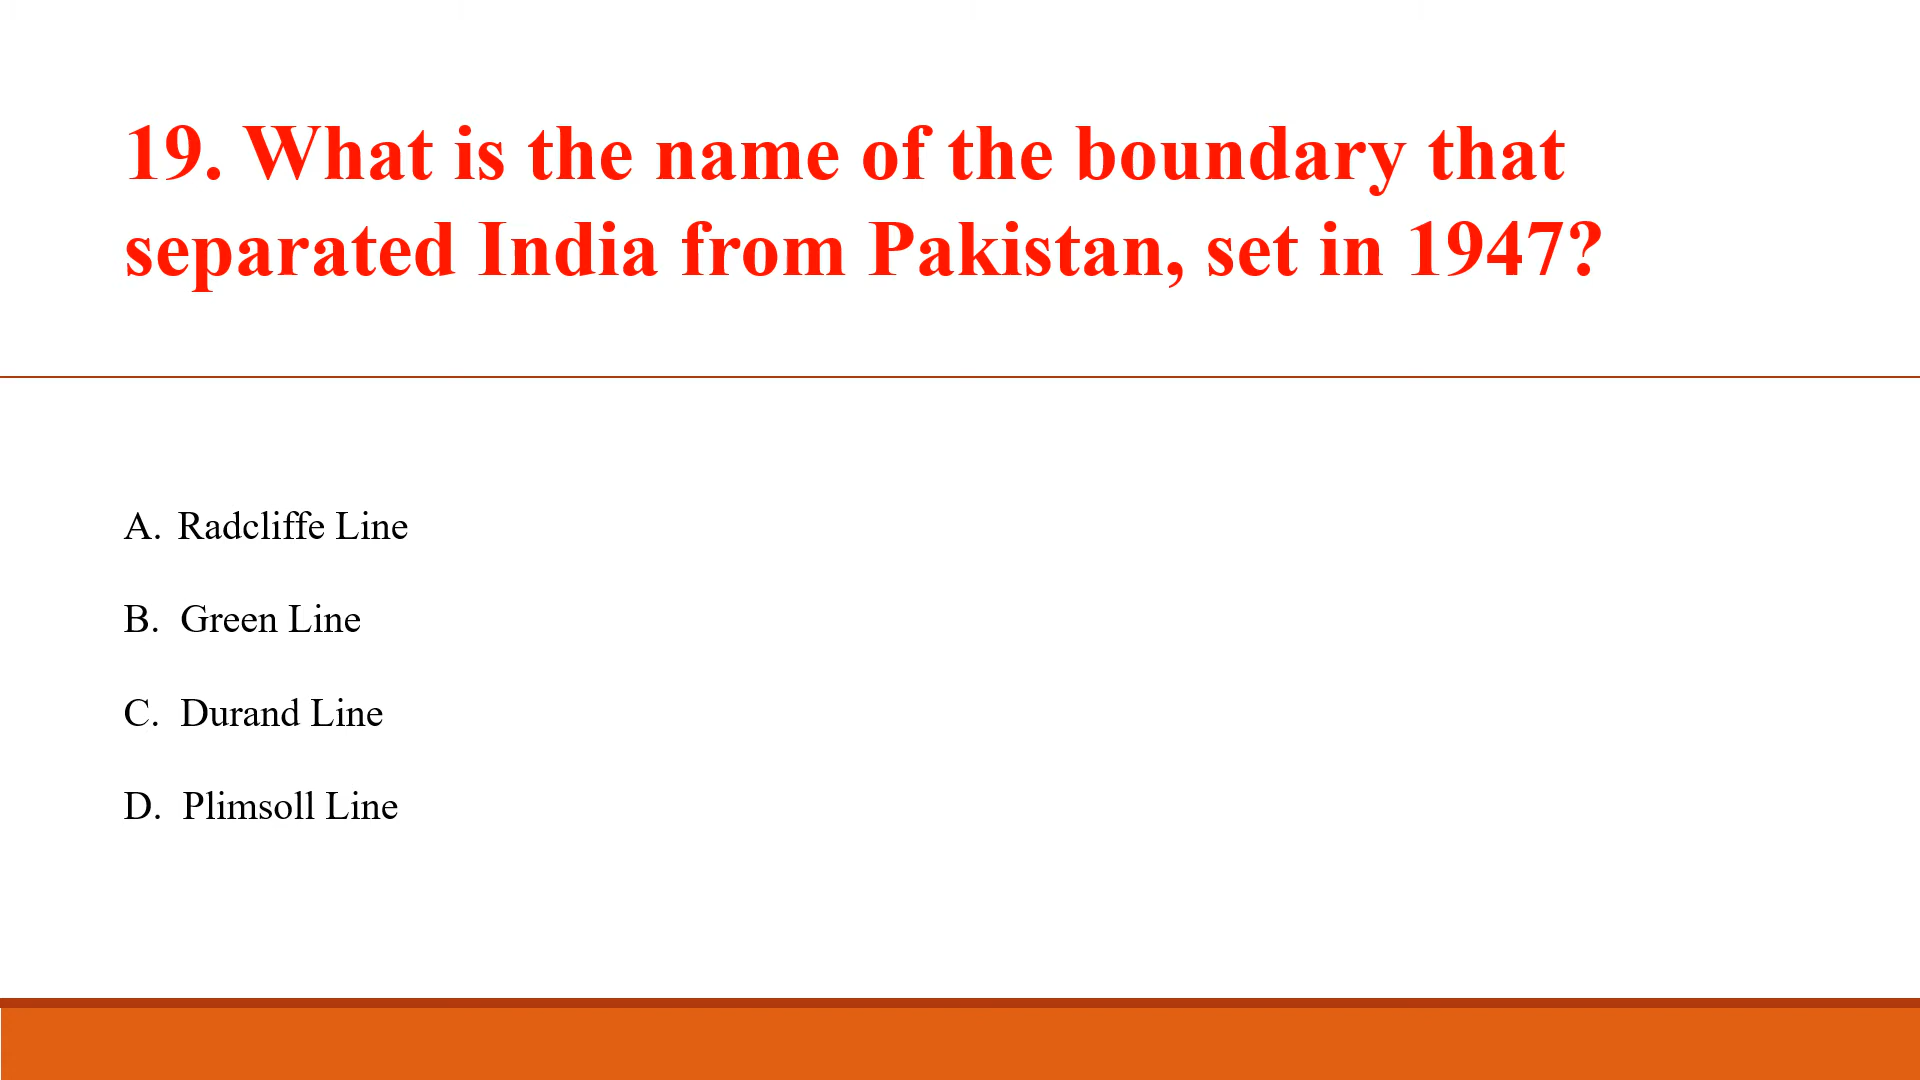 19. What is the name of the boundary that
separated India from Pakistan, set in 1947?
A. Radcliffe Line
B. Green Line
C. Durand Line
D. Plimsoll Line